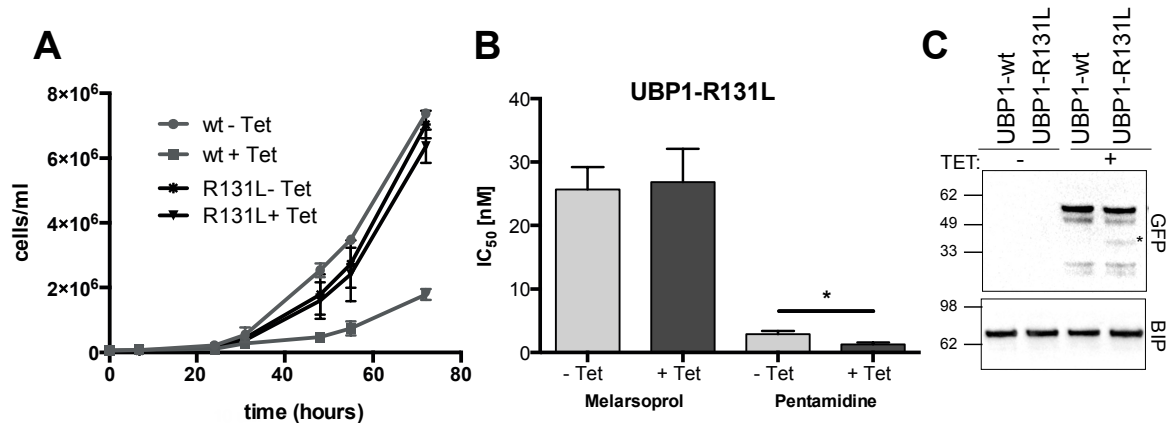 A
8×10⁶
6×10⁶
4×10⁶
2×10⁶
0
0 20 40 60 80
cells/ml
time (hours)
wt - Tet
wt + Tet
R131L- Tet
R131L+ Tet
B
UBP1-R131L
40
30
20
10
0
IC₅₀ [nM]
*
- Tet + Tet - Tet + Tet
Melarsoprol Pentamidine
C
UBP1-wt
UBP1-R131L
UBP1-wt
UBP1-R131L
TET: - +
62
49
33
*
GFP
98
62
BIP